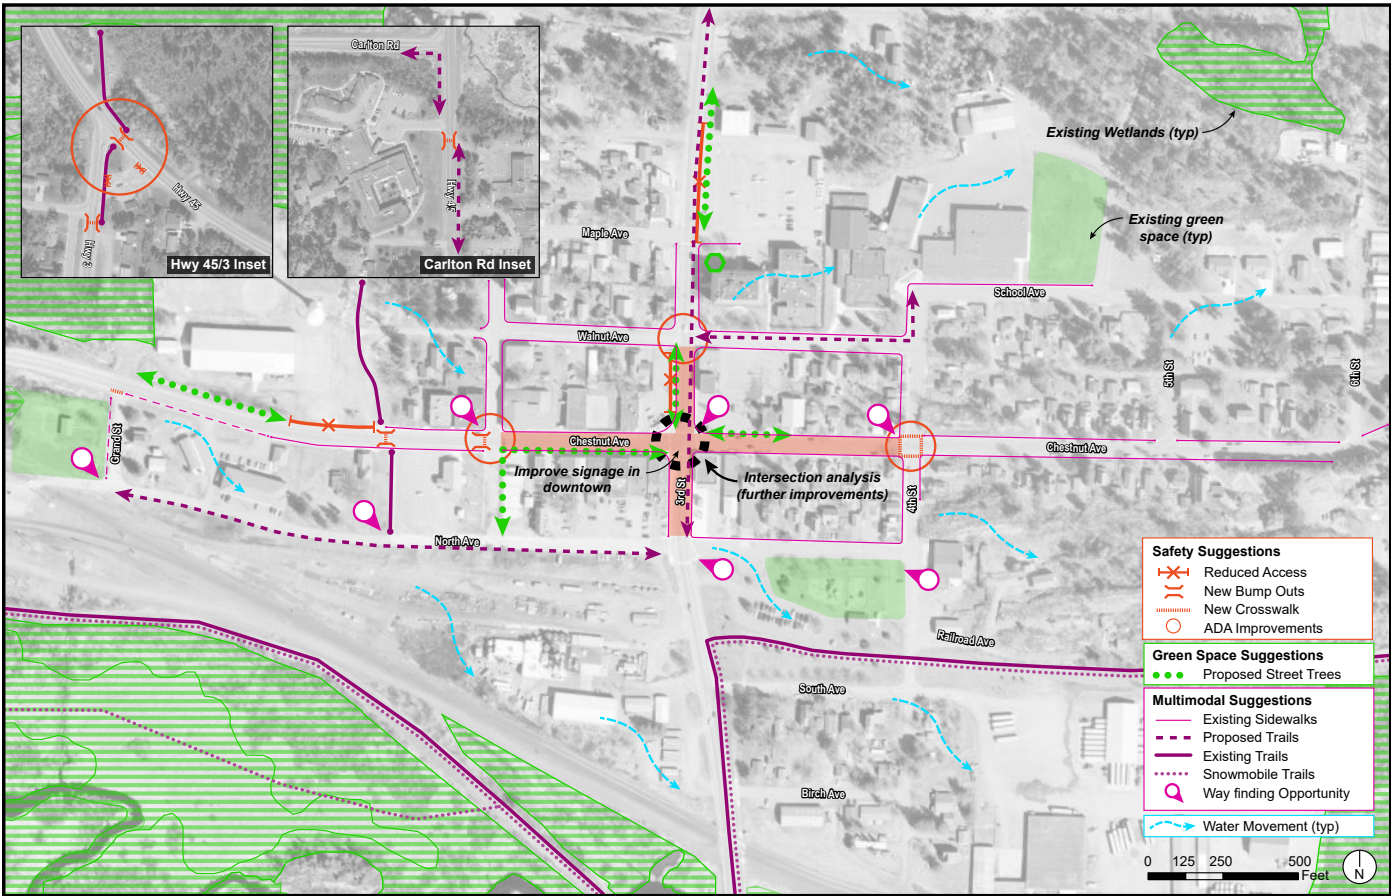 Carlton Rd
Hwy 45
Hwy 3
Hwy 45/3 Inset
Hwy 45
Carlton Rd Inset
Existing Wetlands (typ)
Existing green
space (typ)
Maple Ave
School Ave
Walnut Ave
5th St
6th St
Grand St
Chestnut Ave
Chestnut Ave
Improve signage in
downtown
Intersection analysis
(further improvements)
3rd St
4th St
North Ave
Railroad Ave
South Ave
Birch Ave
Safety Suggestions
Reduced Access
New Bump Outs
New Crosswalk
ADA Improvements
Green Space Suggestions
Proposed Street Trees
Multimodal Suggestions
Existing Sidewalks
Proposed Trails
Existing Trails
Snowmobile Trails
Way finding Opportunity
Water Movement (typ)
0 125 250 500
Feet
N